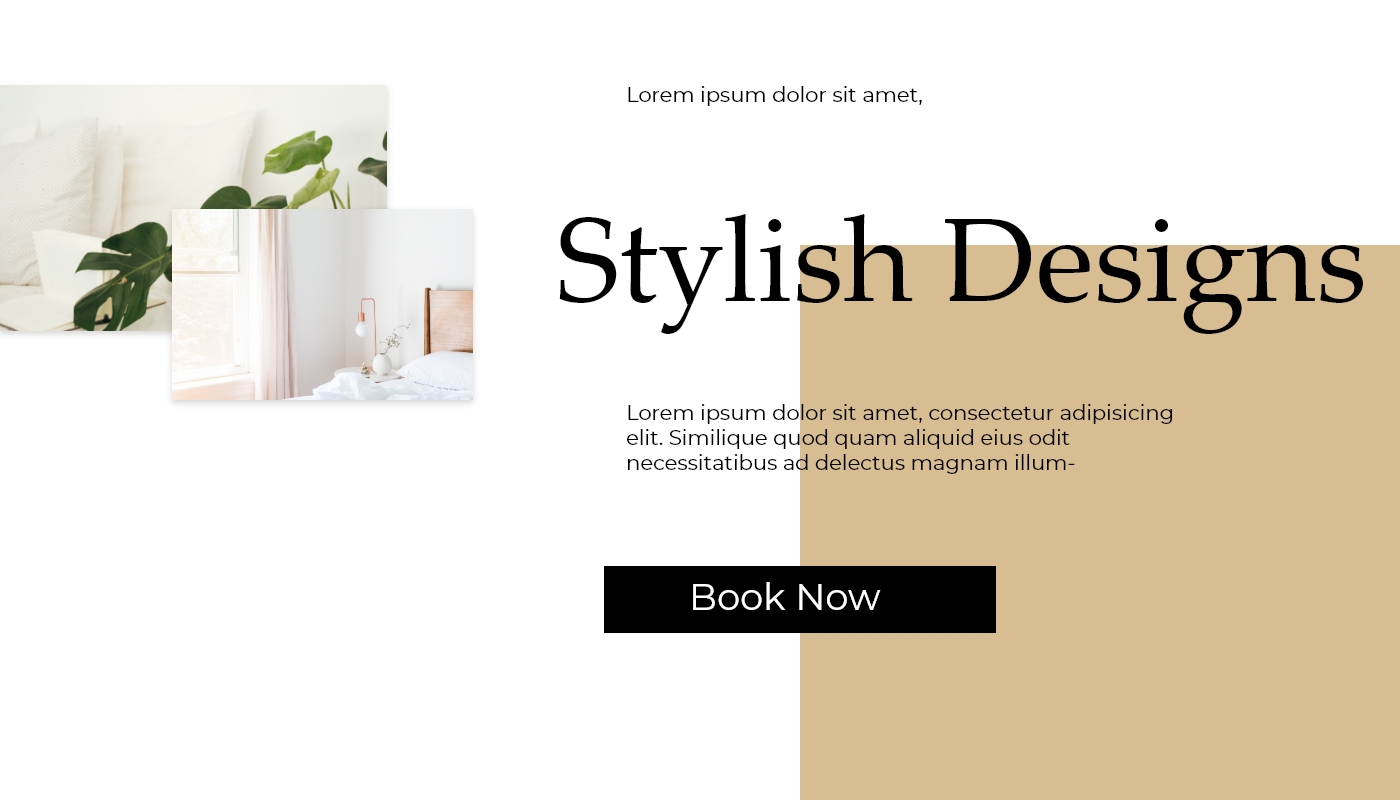 Lorem ipsum dolor sit amet,
Stylish Designs
Lorem ipsum dolor sit amet, consectetur adipisicing
elit. Similique quod quam aliquid eius odit
necessitatibus ad delectus magnam illum-
Book Now